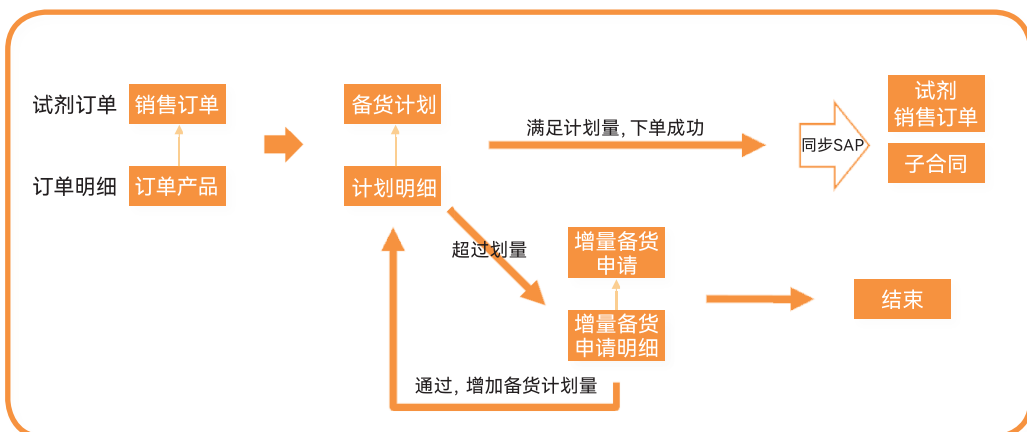 试剂订单
销售订单
备货计划
满足计划量, 下单成功
同步SAP
试剂
销售订单
子合同
订单明细
订单产品
计划明细
超过划量
增量备货
申请
增量备货
申请明细
结束
通过, 增加备货计划量